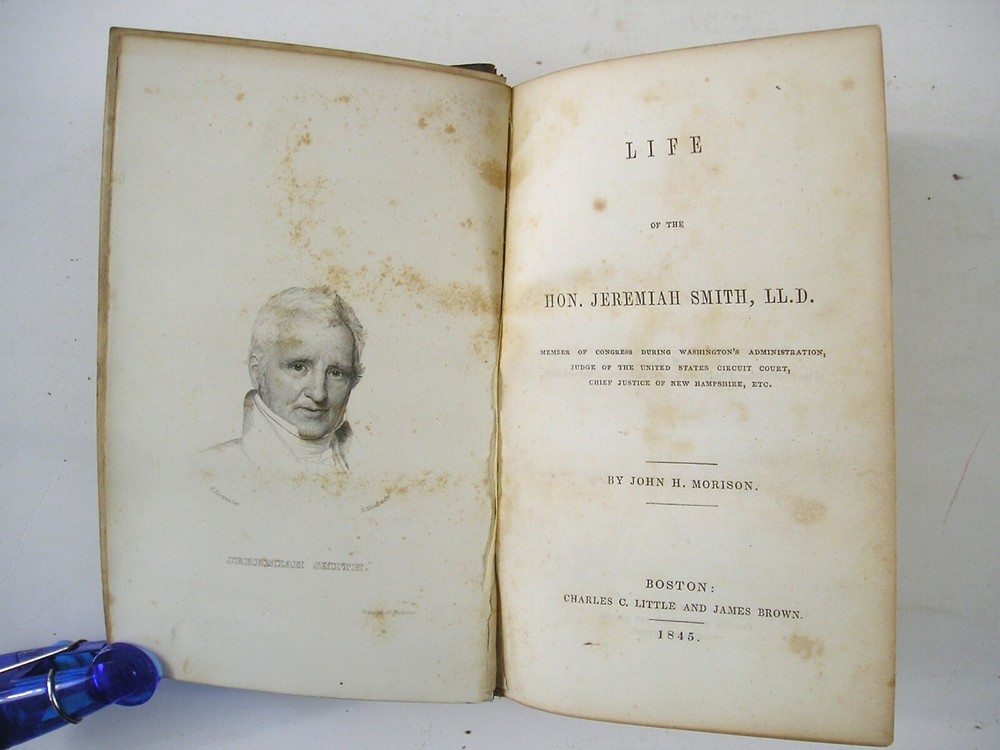 JEREMIAH SMITH.
LIFE
OF THE
HON. JEREMIAH SMITH, LL.D.
MEMBER OF CONGRESS DURING WASHINGTON'S ADMINISTRATION;
JUDGE OF THE UNITED STATES CIRCUIT COURT,
CHIEF JUSTICE OF NEW HAMPSHIRE, ETC.
BY JOHN H. MORISON.
BOSTON:
CHARLES C. LITTLE AND JAMES BROWN.
1845.